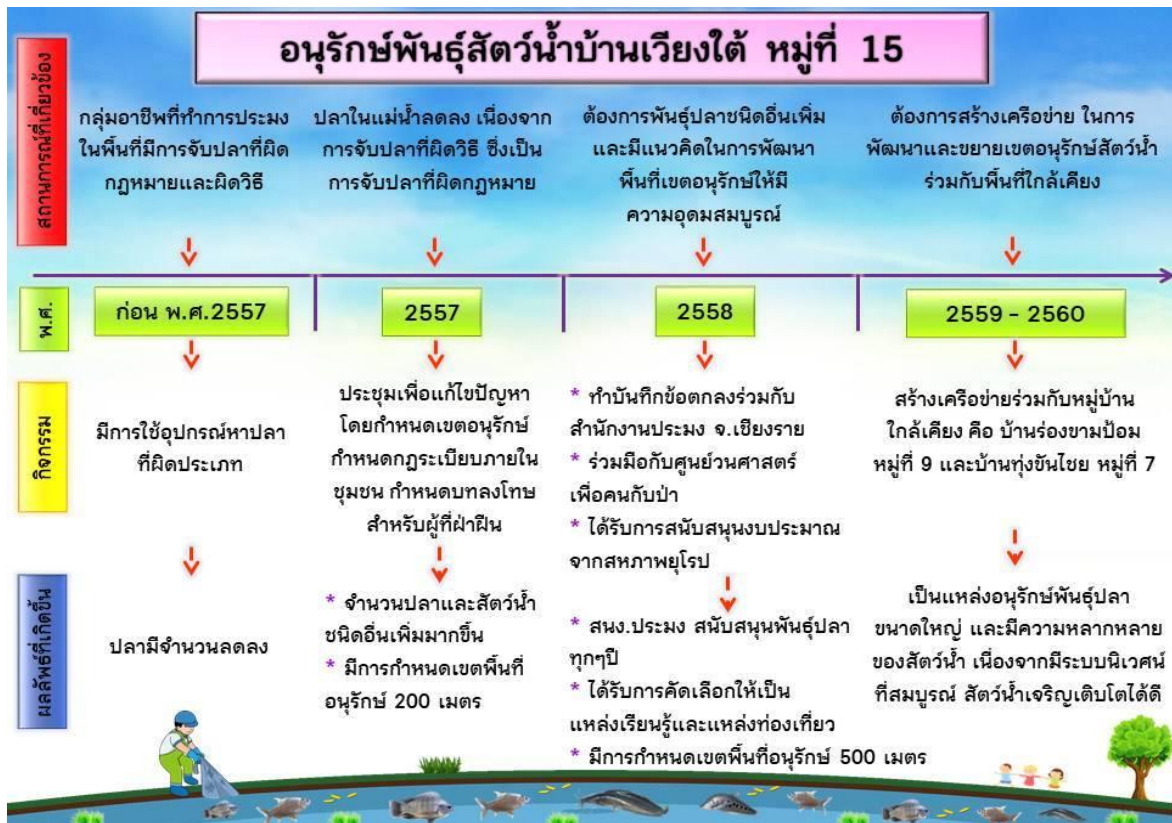 อนุรักษ์พันธุ์สัตว์น้ำบ้านเวียงใต้ หมู่ที่ 15
สถานการณ์ที่เกี่ยวข้อง
กลุ่มอาชีพที่ทำการประมง
ในพื้นที่มีการจับปลาที่ผิด
กฎหมายและผิดวิธี
ปลาในแม่น้ำลดลง เนื่องจาก
การจับปลาที่ผิดวิธี ซึ่งเป็น
การจับปลาที่ผิดกฎหมาย
ต้องการพันธุ์ปลาชนิดอื่นเพิ่ม
และมีแนวคิดในการพัฒนา
พื้นที่เขตอนุรักษ์ให้มี
ความอุดมสมบูรณ์
ต้องการสร้างเครือข่าย ในการ
พัฒนาและขยายเขตอนุรักษ์สัตว์น้ำ
ร่วมกับพื้นที่ใกล้เคียง
พ.ศ.
ก่อน พ.ศ.2557
2557
2558
2559 - 2560
กิจกรรม
มีการใช้อุปกรณ์หาปลา
ที่ผิดประเภท
ประชุมเพื่อแก้ไขปัญหา
โดยกำหนดเขตอนุรักษ์
กำหนดกฎระเบียบภายใน
ชุมชน กำหนดบทลงโทษ
สำหรับผู้ที่ฝ่าฝืน
* ทำบันทึกข้อตกลงร่วมกับ
สำนักงานประมง จ.เชียงราย
* ร่วมมือกับศูนย์วนศาสตร์
เพื่อคนกับป่า
* ได้รับการสนับสนุนงบประมาณ
จากสหภาพยุโรป
สร้างเครือข่ายร่วมกับหมู่บ้าน
ใกล้เคียง คือ บ้านร่องขามป้อม
หมู่ที่ 9 และบ้านทุ่งขันไชย หมู่ที่ 7
ผลลัพธ์ที่เกิดขึ้น
ปลามีจำนวนลดลง
* จำนวนปลาและสัตว์น้ำ
ชนิดอื่นเพิ่มมากขึ้น
* มีการกำหนดเขตพื้นที่
อนุรักษ์ 200 เมตร
* สนง.ประมง สนับสนุนพันธุ์ปลา
ทุกๆปี
* ได้รับการคัดเลือกให้เป็น
แหล่งเรียนรู้และแหล่งท่องเที่ยว
* มีการกำหนดเขตพื้นที่อนุรักษ์ 500 เมตร
เป็นแหล่งอนุรักษ์พันธุ์ปลา
ขนาดใหญ่ และมีความหลากหลาย
ของสัตว์น้ำ เนื่องจากมีระบบนิเวศน์
ที่สมบูรณ์ สัตว์น้ำเจริญเติบโตได้ดี